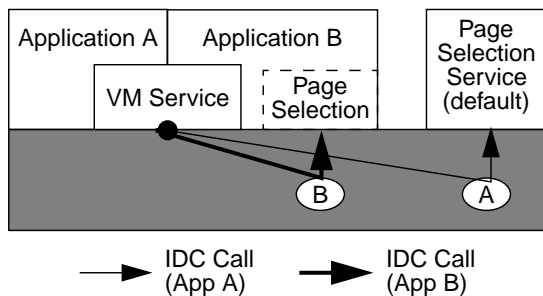 Application A
Application B
VM Service
Page
Selection
Page
Selection
Service
(default)
B
A
IDC Call
(App A)
IDC Call
(App B)